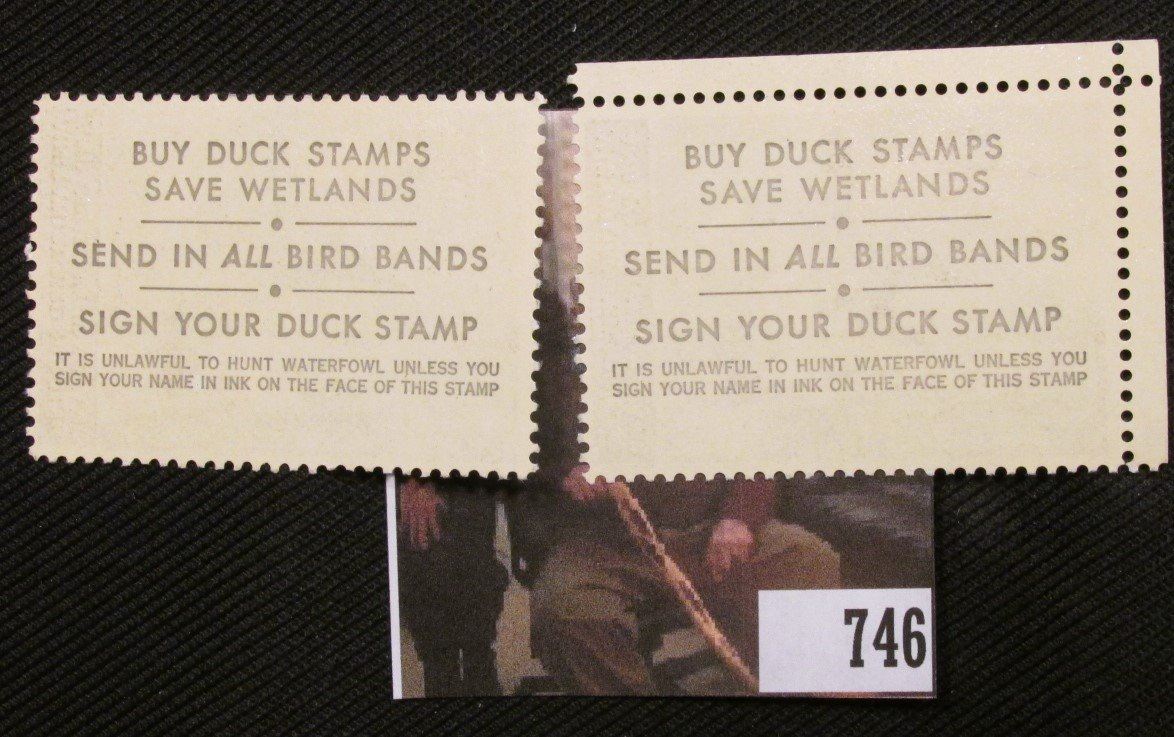 BUY DUCK STAMPS
SAVE WETLANDS
SEND IN ALL BIRD BANDS
SIGN YOUR DUCK STAMP
IT IS UNLAWFUL TO HUNT WATERFOWL UNLESS YOU
SIGN YOUR NAME IN INK ON THE FACE OF THIS STAMP
BUY DUCK STAMPS
SAVE WETLANDS
SEND IN ALL BIRD BANDS
SIGN YOUR DUCK STAMP
IT IS UNLAWFUL TO HUNT WATERFOWL UNLESS YOU
SIGN YOUR NAME IN INK ON THE FACE OF THIS STAMP
746